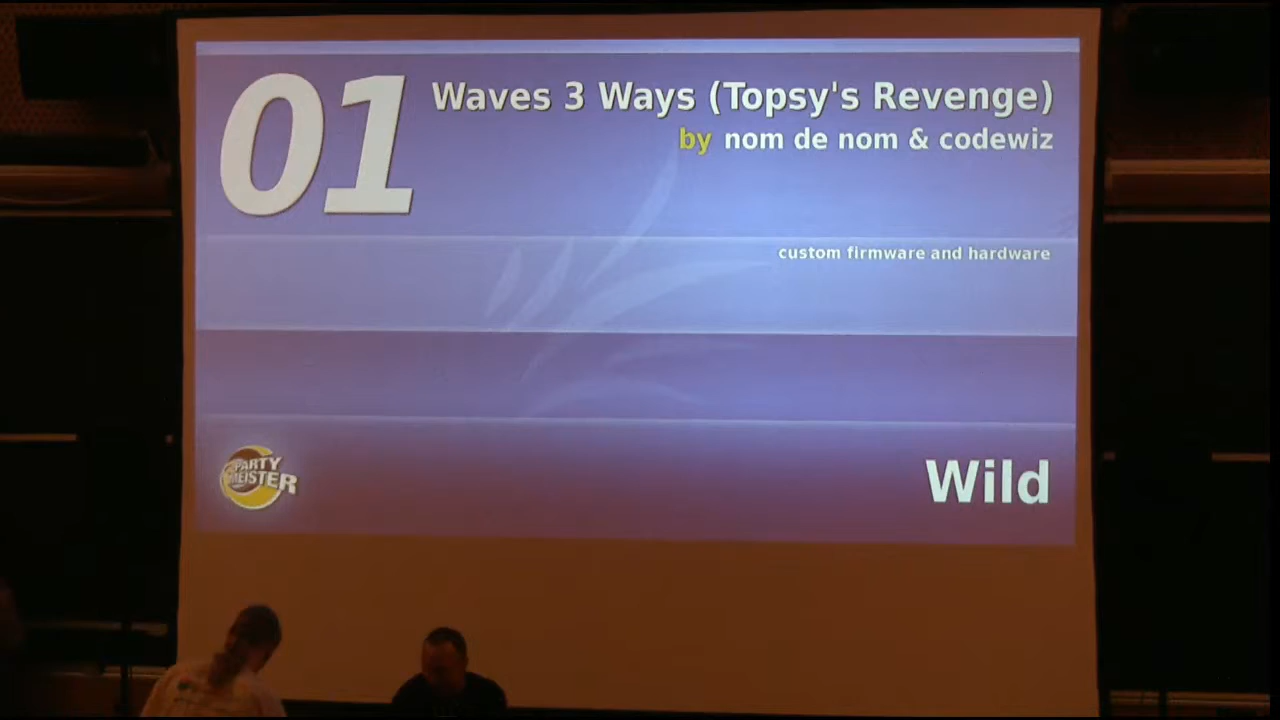 01
Waves 3 Ways (Topsy's Revenge)
by nom de nom & codewiz
custom firmware and hardware
PARTY
MEISTER
Wild